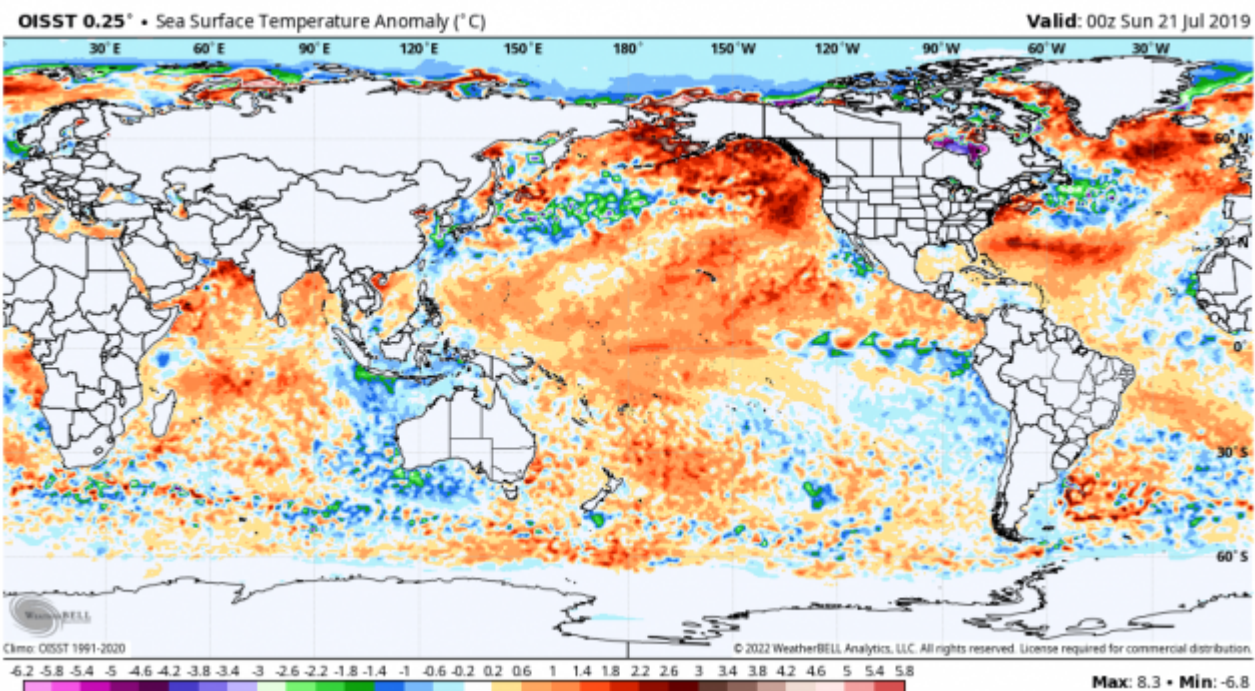 OISST 0.25° • Sea Surface Temperature Anomaly (°C)
Valid: 00z Sun 21 Jul 2019
30°E 60°E 90°E 120°E 150°E 180° 150°W 120°W 90°W 60°W 30°W
60°N
30°N
0°
30°S
60°S
WeatherBELL
Climo: OISST 1991-2020
© 2022 WeatherBELL Analytics, LLC. All rights reserved. License required for commercial distribution.
-6.2 -5.8 -5.4 -5 -4.6 -4.2 -3.8 -3.4 -3 -2.6 -2.2 -1.8 -1.4 -1 -0.6 -0.2 0.2 0.6 1 1.4 1.8 2.2 2.6 3 3.4 3.8 4.2 4.6 5 5.4 5.8
Max: 8.3 • Min: -6.8